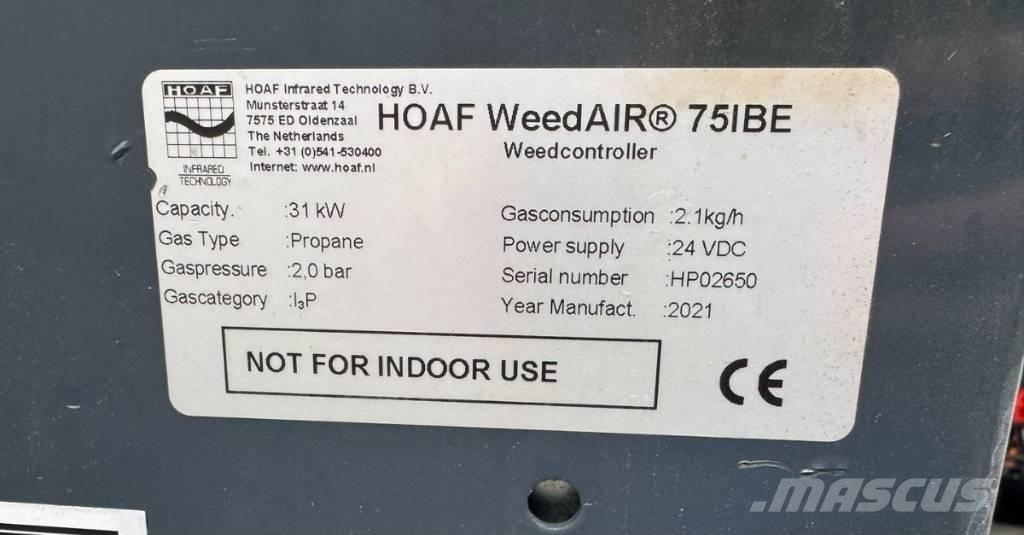 HOAF
INFRARED
TECHNOLOGY
HOAF Infrared Technology B.V.
Munsterstraat 14
7575 ED Oldenzaal
The Netherlands
Tel. +31 (0)541-530400
Internet: www.hoaf.nl
HOAF WeedAIR® 75IBE
Weedcontroller
Capacity. :31 kW
Gas Type :Propane
Gaspressure :2,0 bar
Gascategory :I₃P
Gasconsumption :2.1kg/h
Power supply :24 VDC
Serial number :HP02650
Year Manufact. :2021
NOT FOR INDOOR USE
CE
MASCUS